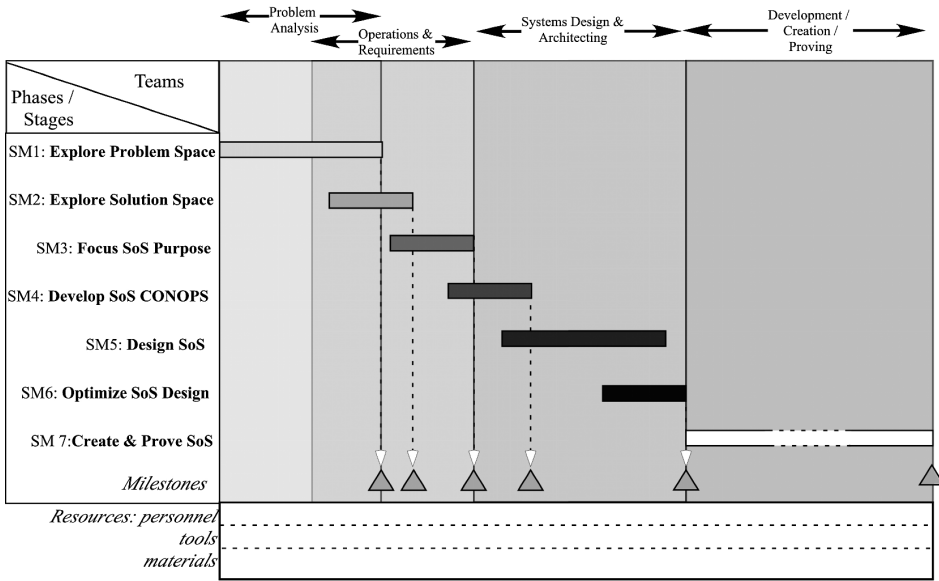 Problem
Analysis
Operations &
Requirements
Systems Design &
Architecting
Development /
Creation /
Proving
Teams
Phases /
Stages
SM1: Explore Problem Space
SM2: Explore Solution Space
SM3: Focus SoS Purpose
SM4: Develop SoS CONOPS
SM5: Design SoS
SM6: Optimize SoS Design
SM 7:Create & Prove SoS
Milestones
Resources: personnel
tools
materials